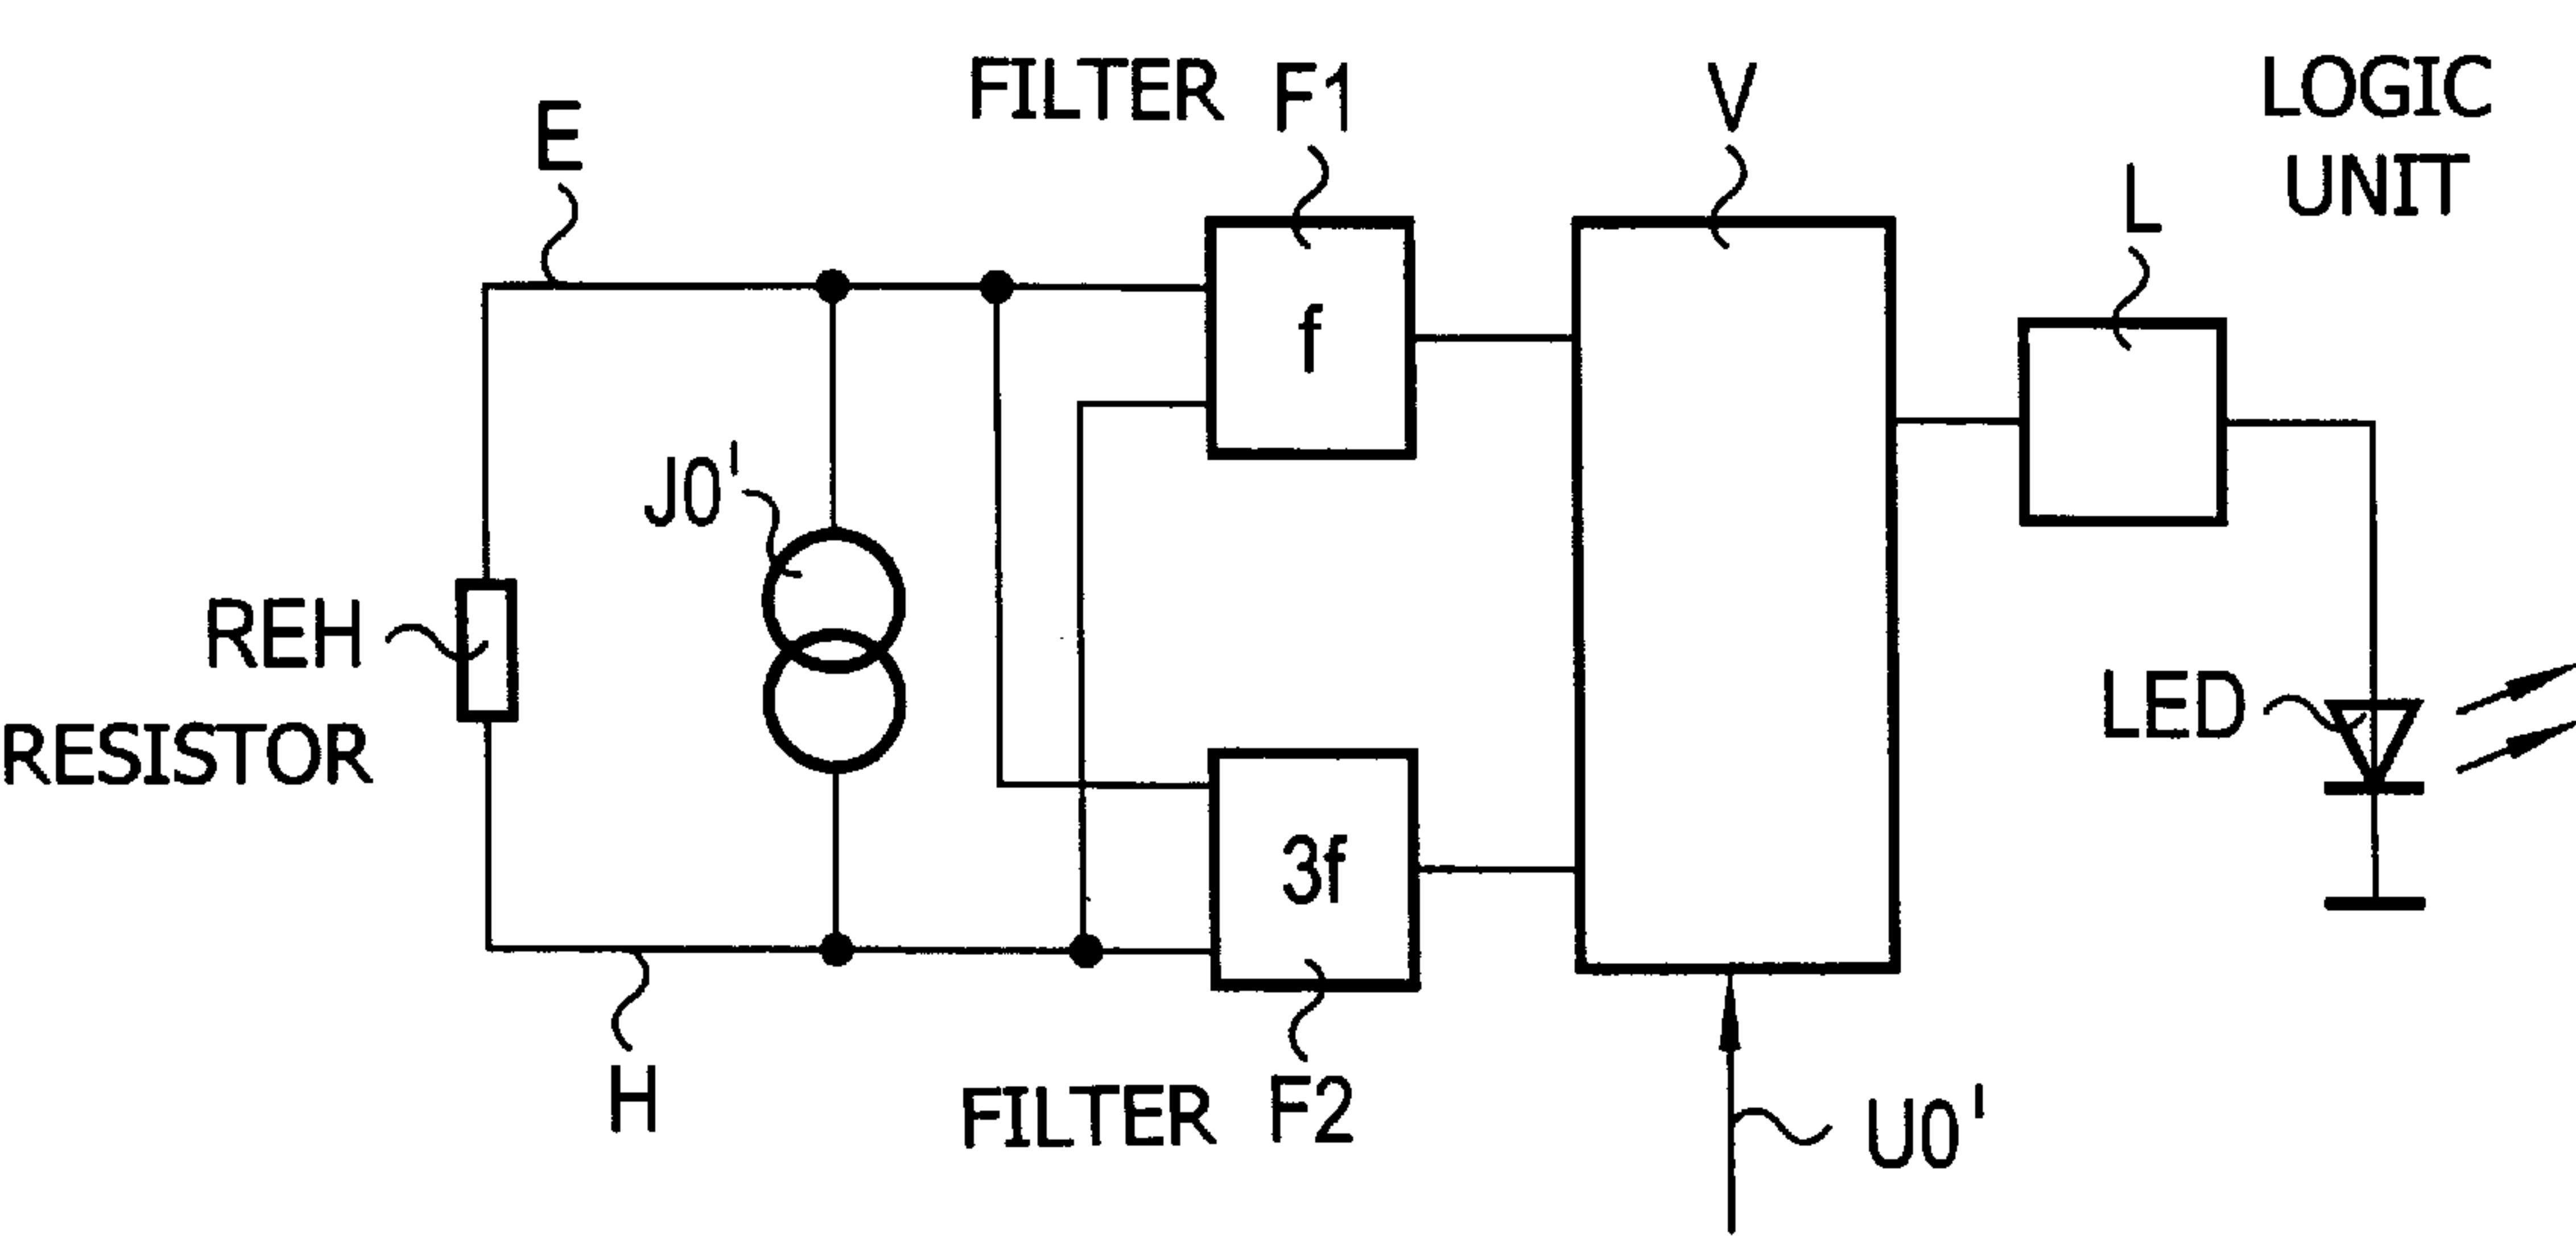 FILTER F1
V
LOGIC
UNIT
E
L
f
J0'
REH
RESISTOR
LED
3f
H
FILTER F2
U0'